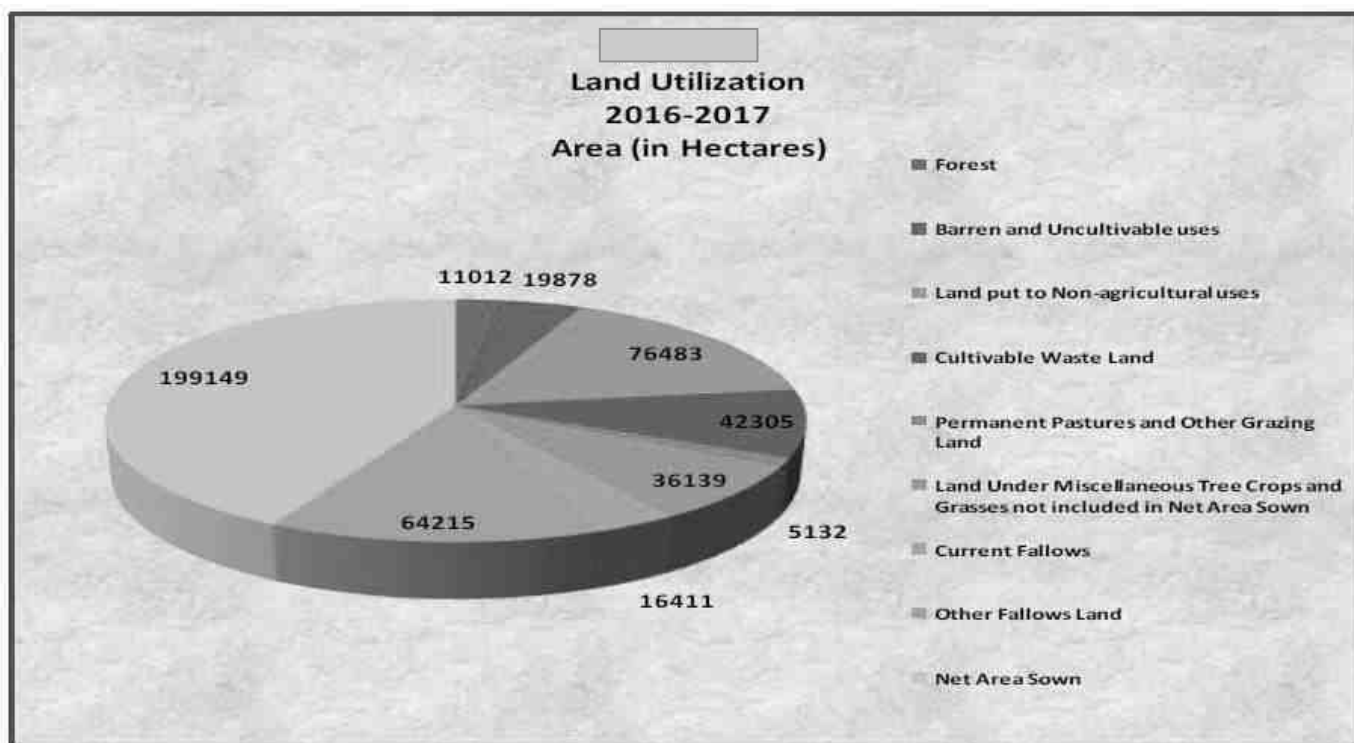 Land Utilization
2016-2017
Area (in Hectares)
Forest
Barren and Uncultivable uses
Land put to Non-agricultural uses
Cultivable Waste Land
Permanent Pastures and Other Grazing
Land
Land Under Miscellaneous Tree Crops and
Grasses not included in Net Area Sown
Current Fallows
Other Fallows Land
Net Area Sown
11012
19878
76483
199149
42305
36139
64215
5132
16411